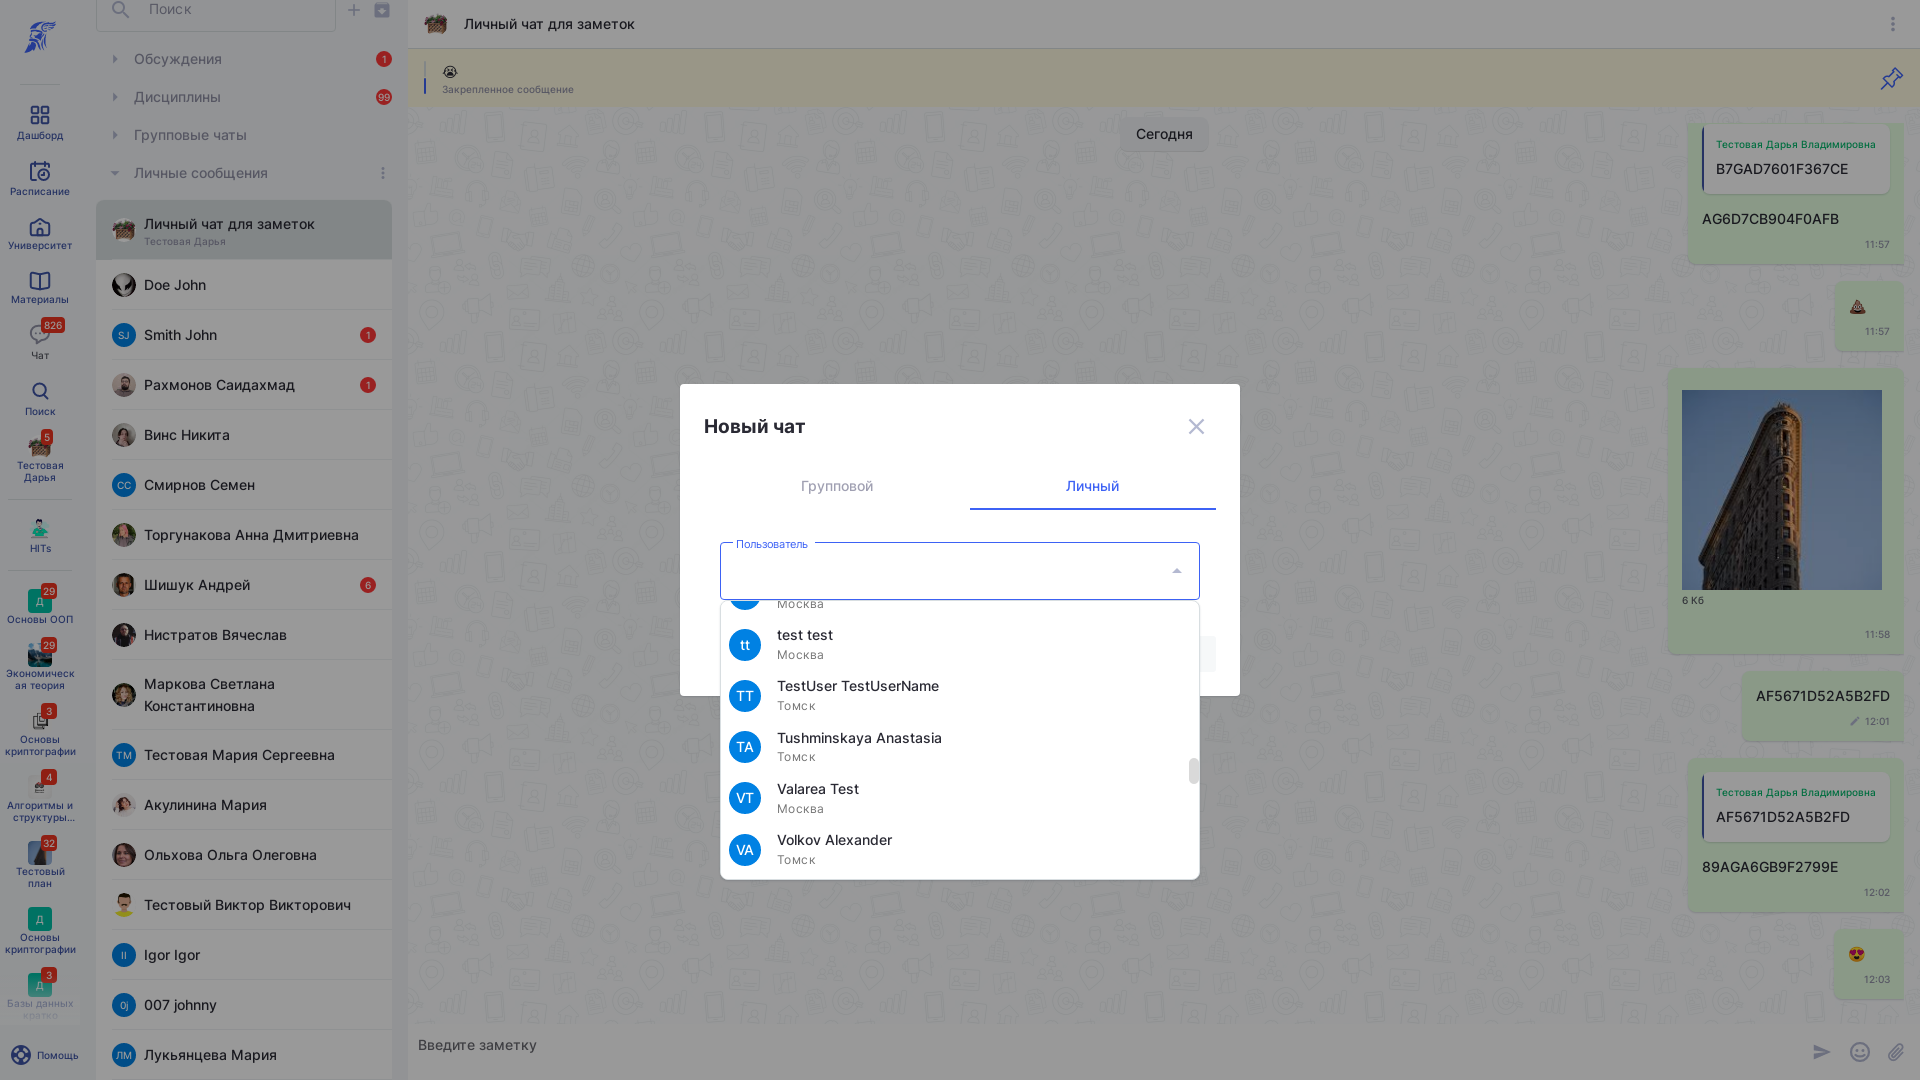 Дашборд
Расписание
Университет
Материалы
826
Чат
Поиск
5
Тестовая
Дарья
HITs
29
Д
Основы ООП
29
Экономическ
ая теория
3
Основы
криптографии
4
Алгоритмы и
структуры...
32
Тестовый
план
Д
Основы
криптографии
3
Д
Базы данных
кратко
Помощь
Поиск
Обсуждения
1
Дисциплины
99
Групповые чаты
Личные сообщения
Личный чат для заметок
Тестовая Дарья
Doe John
SJ
Smith John
1
Рахмонов Саидахмад
1
Винс Никита
СС
Смирнов Семен
Торгунакова Анна Дмитриевна
Шишук Андрей
6
Нистратов Вячеслав
Маркова Светлана
Константиновна
ТМ
Тестовая Мария Сергеевна
Акулинина Мария
Ольхова Ольга Олеговна
Тестовый Виктор Викторович
II
Igor Igor
0j
007 johnny
ЛМ
Лукьянцева Мария
Личный чат для заметок
Закрепленное сообщение
Сегодня
Тестовая Дарья Владимировна
B7GAD7601F367CE
AG6D7CB904F0AFB
11:57
11:57
6 Кб
11:58
AF5671D52A5B2FD
12:01
Тестовая Дарья Владимировна
AF5671D52A5B2FD
89AGA6GB9F2799E
12:02
12:03
Введите заметку
Новый чат
Групповой
Личный
Пользователь
Москва
tt
test test
Москва
TT
TestUser TestUserName
Томск
TA
Tushminskaya Anastasia
Томск
VT
Valarea Test
Москва
VA
Volkov Alexander
Томск